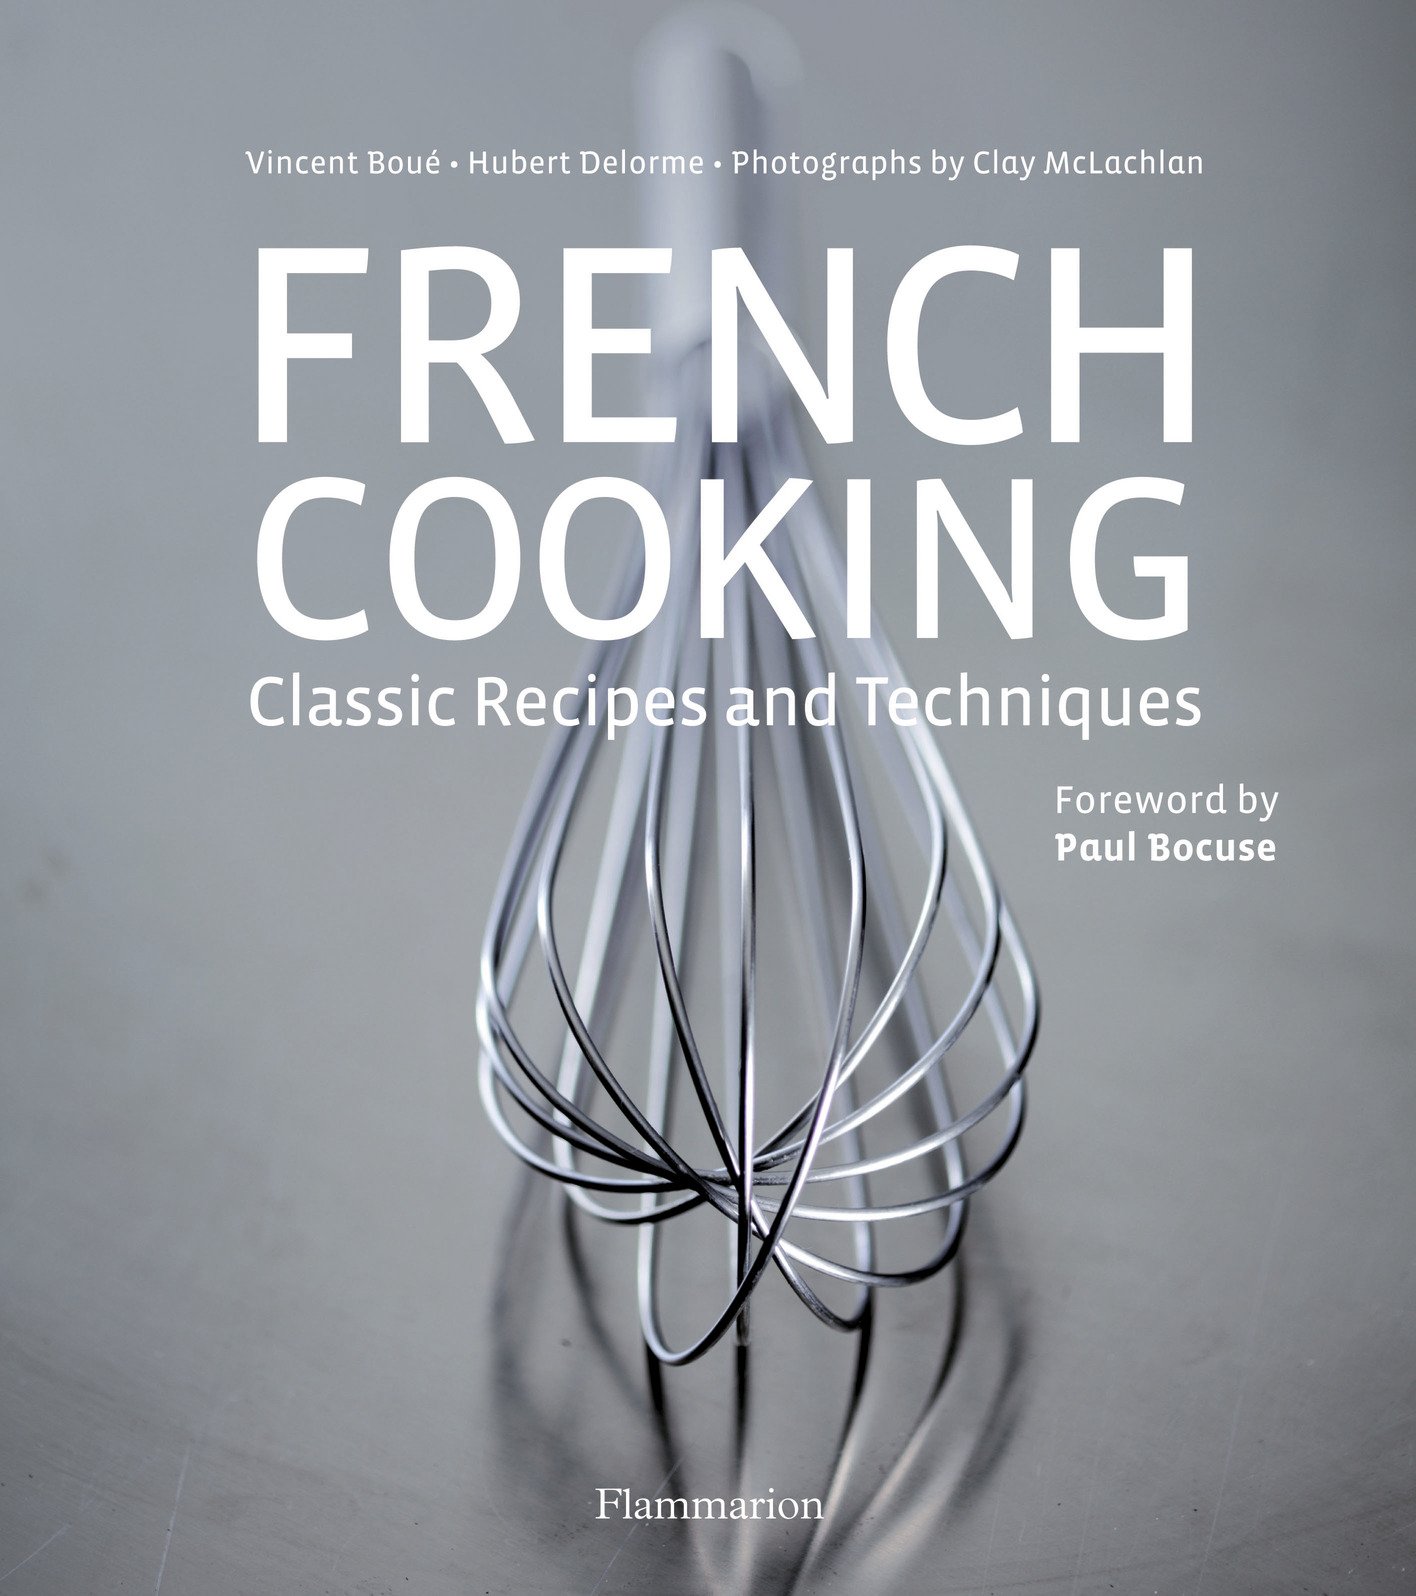 Vincent Boué • Hubert Delorme • Photographs by Clay McLachlan
FRENCH
COOKING
Classic Recipes and Techniques
Foreword by
Paul Bocuse
Flammarion